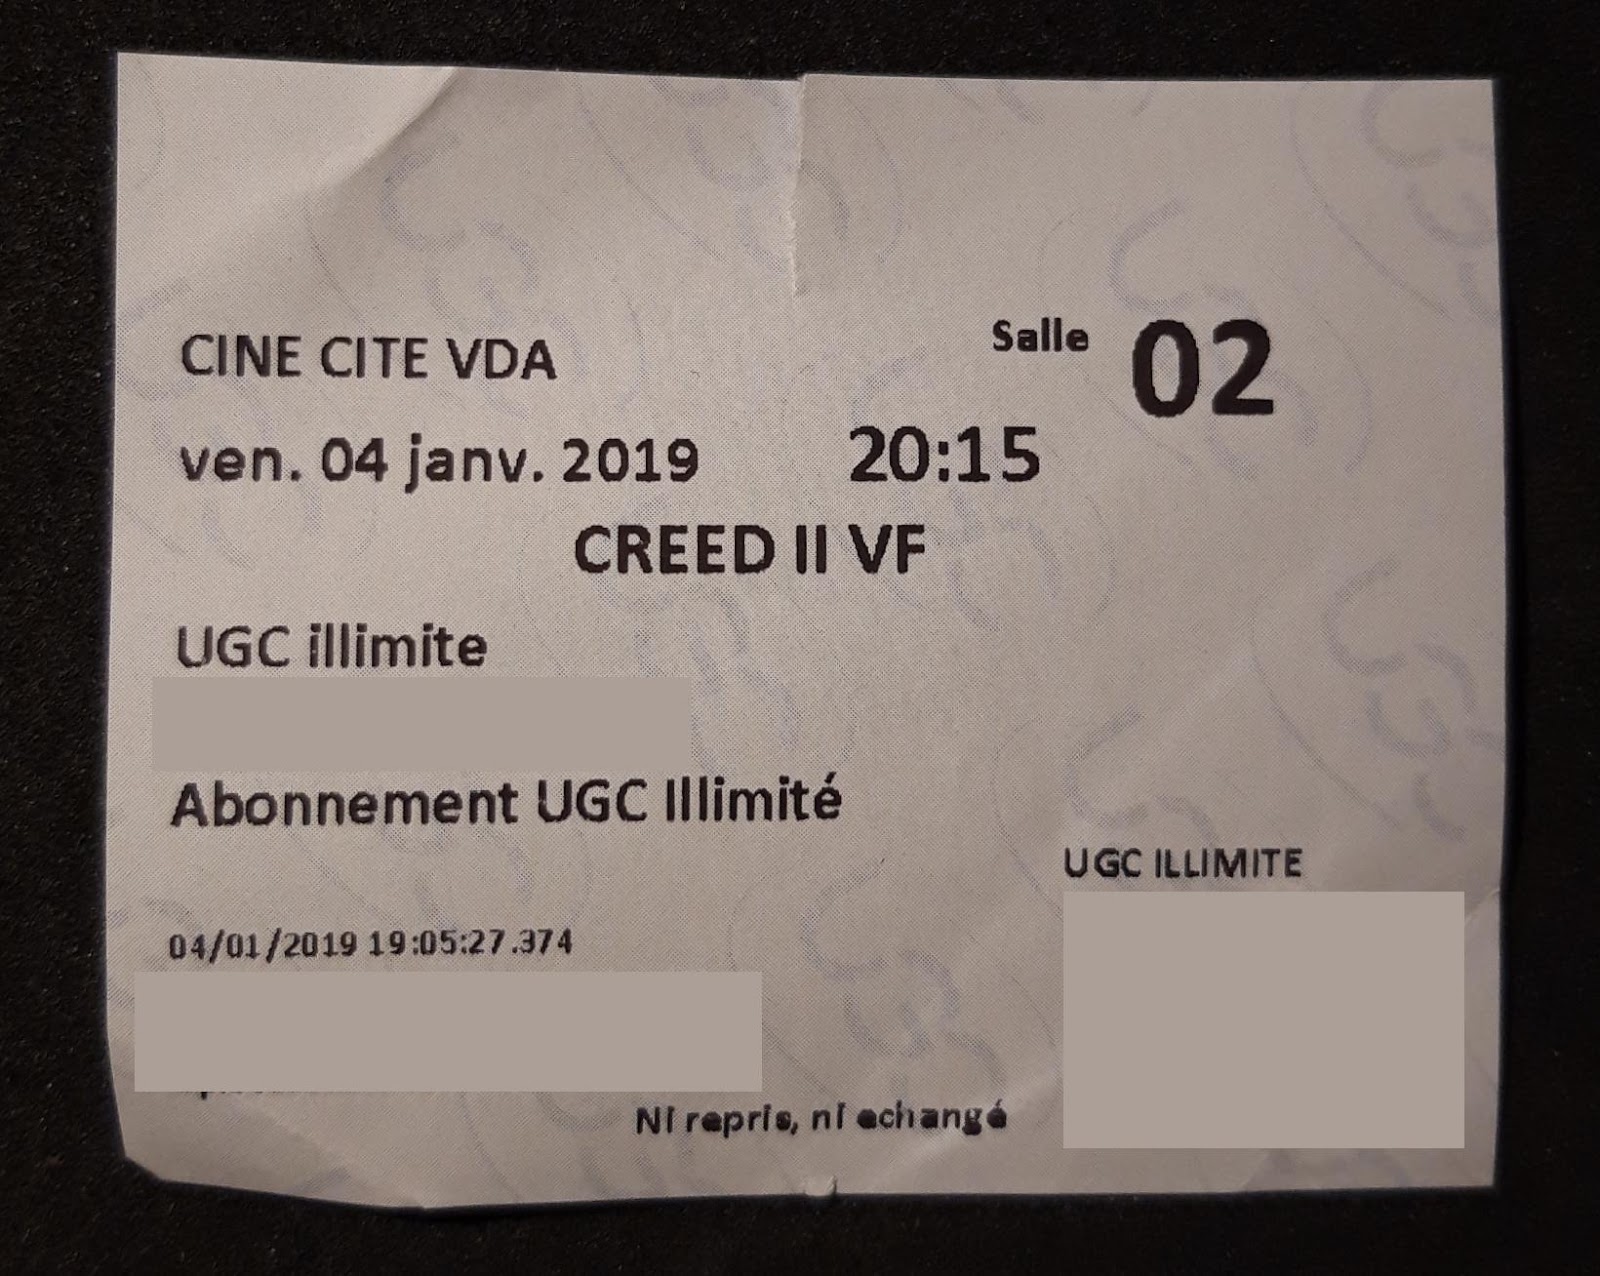 CINE CITE VDA
Salle 02
ven. 04 janv. 2019 20:15
CREED II VF
UGC illimite
Abonnement UGC Illimité
UGC ILLIMITE
04/01/2019 19:05:27.374
Ni repris, ni echangé